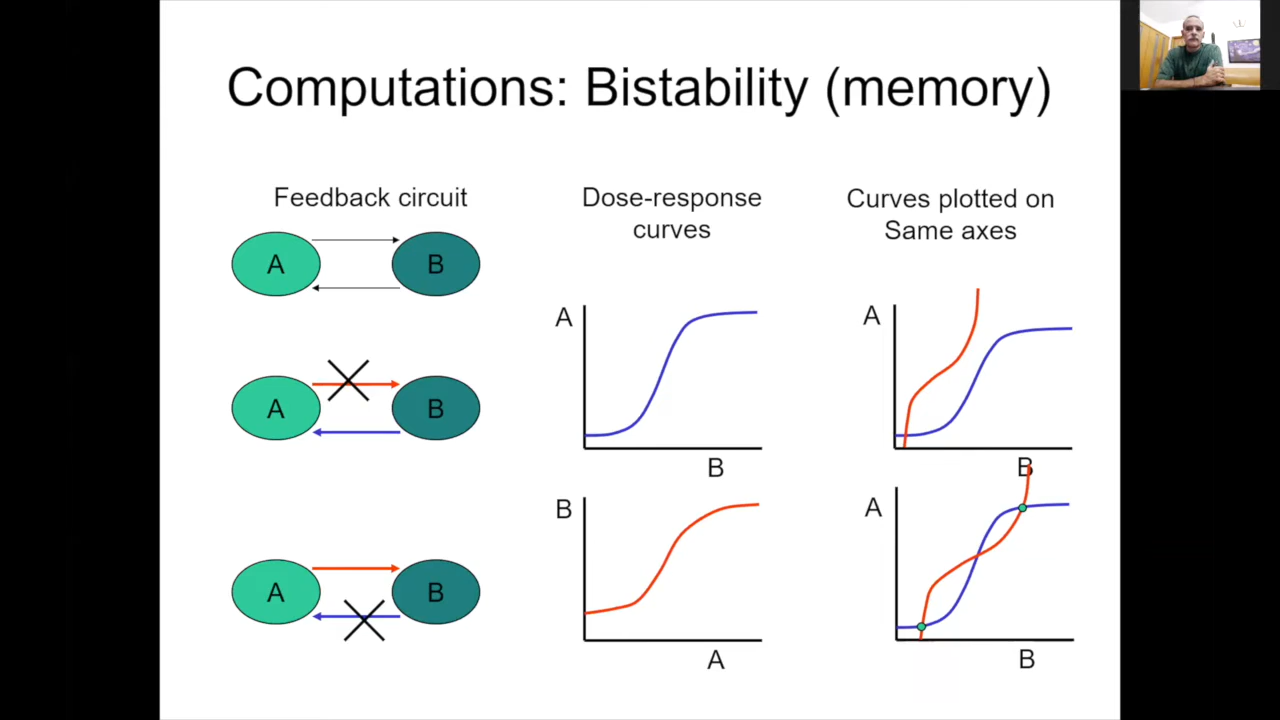 Computations: Bistability (memory)
Feedback circuit
Dose-response
curves
Curves plotted on
Same axes
A
B
A
B
A
B
A
B
A
B
B
A
A
B
A
B